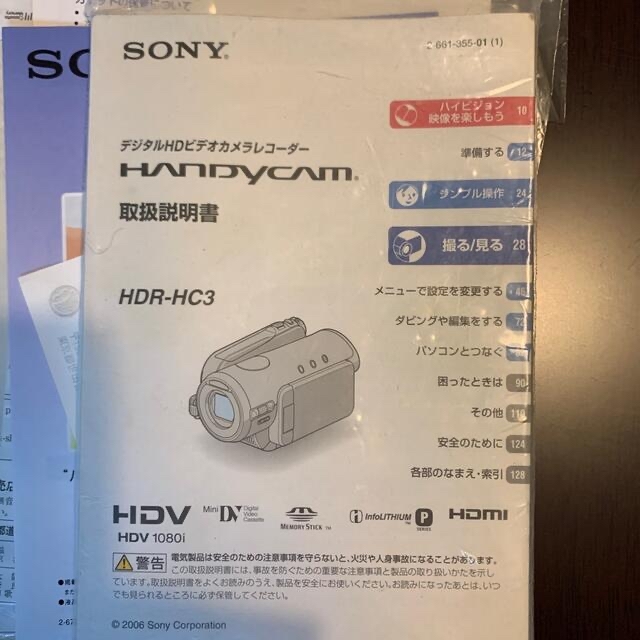 SONY®
2-661-355-01 (1)
ハイビジョン
映像を楽しもう 10
デジタルHDビデオカメラレコーダー
HANDYCAM®
準備する 12
取扱説明書
シンプル操作 24
撮る/見る 28
HDR-HC3
メニューで設定を変更する 46
ダビングや編集をする 72
パソコンとつなぐ
困ったときは 90
その他
安全のために 124
各部のなまえ・索引 128
HDV
HDV 1080i
Mini DV Digital
Video
Cassette
MEMORY STICK ™
InfoLITHIUM™ P
SERIES
HDMI
警告 電気製品は安全のための注意事項を守らないと、火災や人身事故になることがあります。
この取扱説明書には、事故を防ぐための重要な注意事項と製品の取り扱いかたを示し
ています。取扱説明書をよくお読みのうえ、製品を安全にお使いください。お読みになったあとは、いつ
でも見られるところに必ず保管してください。
© 2006 Sony Corporation
SO